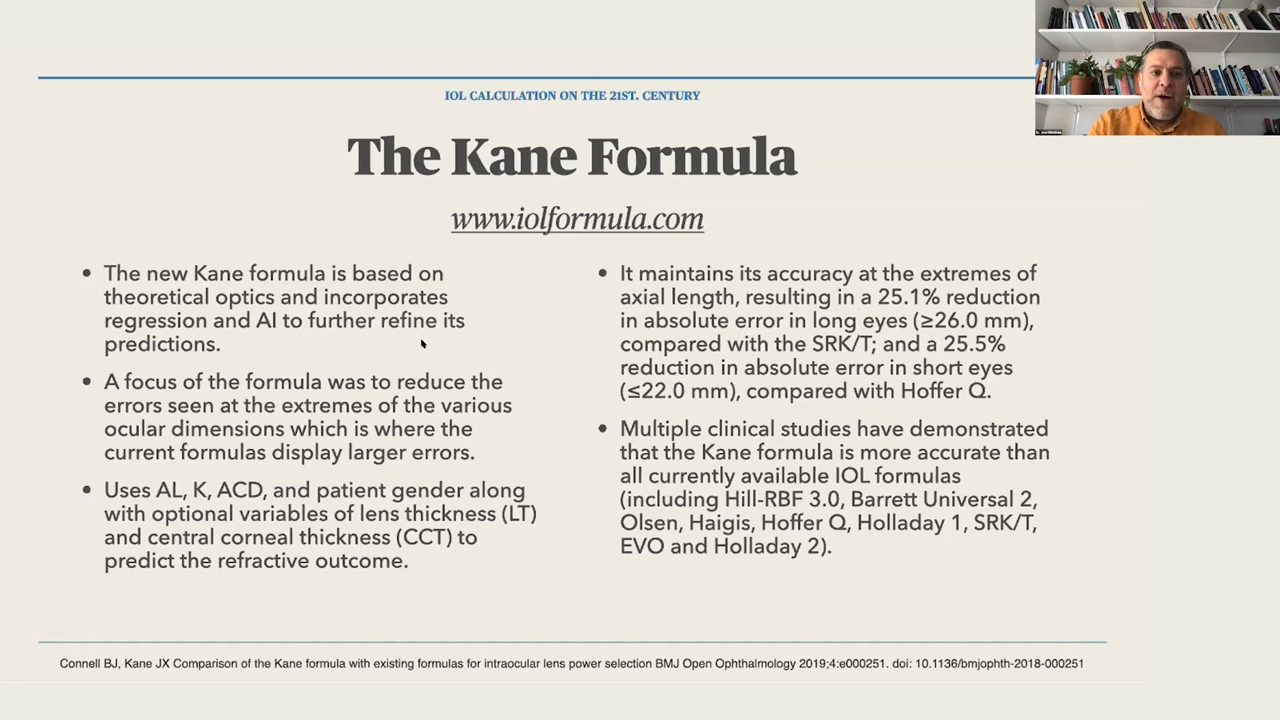 IOL CALCULATION ON THE 21ST. CENTURY
The Kane Formula
www.iolformula.com
• The new Kane formula is based on
theoretical optics and incorporates
regression and AI to further refine its
predictions.
• A focus of the formula was to reduce the
errors seen at the extremes of the various
ocular dimensions which is where the
current formulas display larger errors.
• Uses AL, K, ACD, and patient gender along
with optional variables of lens thickness (LT)
and central corneal thickness (CCT) to
predict the refractive outcome.
• It maintains its accuracy at the extremes of
axial length, resulting in a 25.1% reduction
in absolute error in long eyes (≥26.0 mm),
compared with the SRK/T; and a 25.5%
reduction in absolute error in short eyes
(≤22.0 mm), compared with Hoffer Q.
• Multiple clinical studies have demonstrated
that the Kane formula is more accurate than
all currently available IOL formulas
(including Hill-RBF 3.0, Barrett Universal 2,
Olsen, Haigis, Hoffer Q, Holladay 1, SRK/T,
EVO and Holladay 2).
Connell BJ, Kane JX Comparison of the Kane formula with existing formulas for intraocular lens power selection BMJ Open Ophthalmology 2019;4:e000251. doi: 10.1136/bmjophth-2018-000251